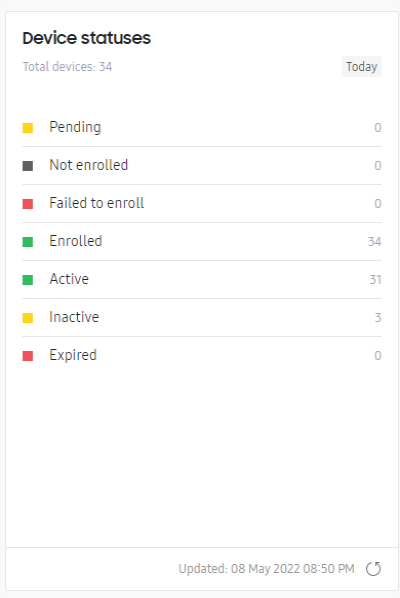 Device statuses
Total devices: 34
Today
Pending 0
Not enrolled 0
Failed to enroll 0
Enrolled 34
Active 31
Inactive 3
Expired 0
Updated: 08 May 2022 08:50 PM